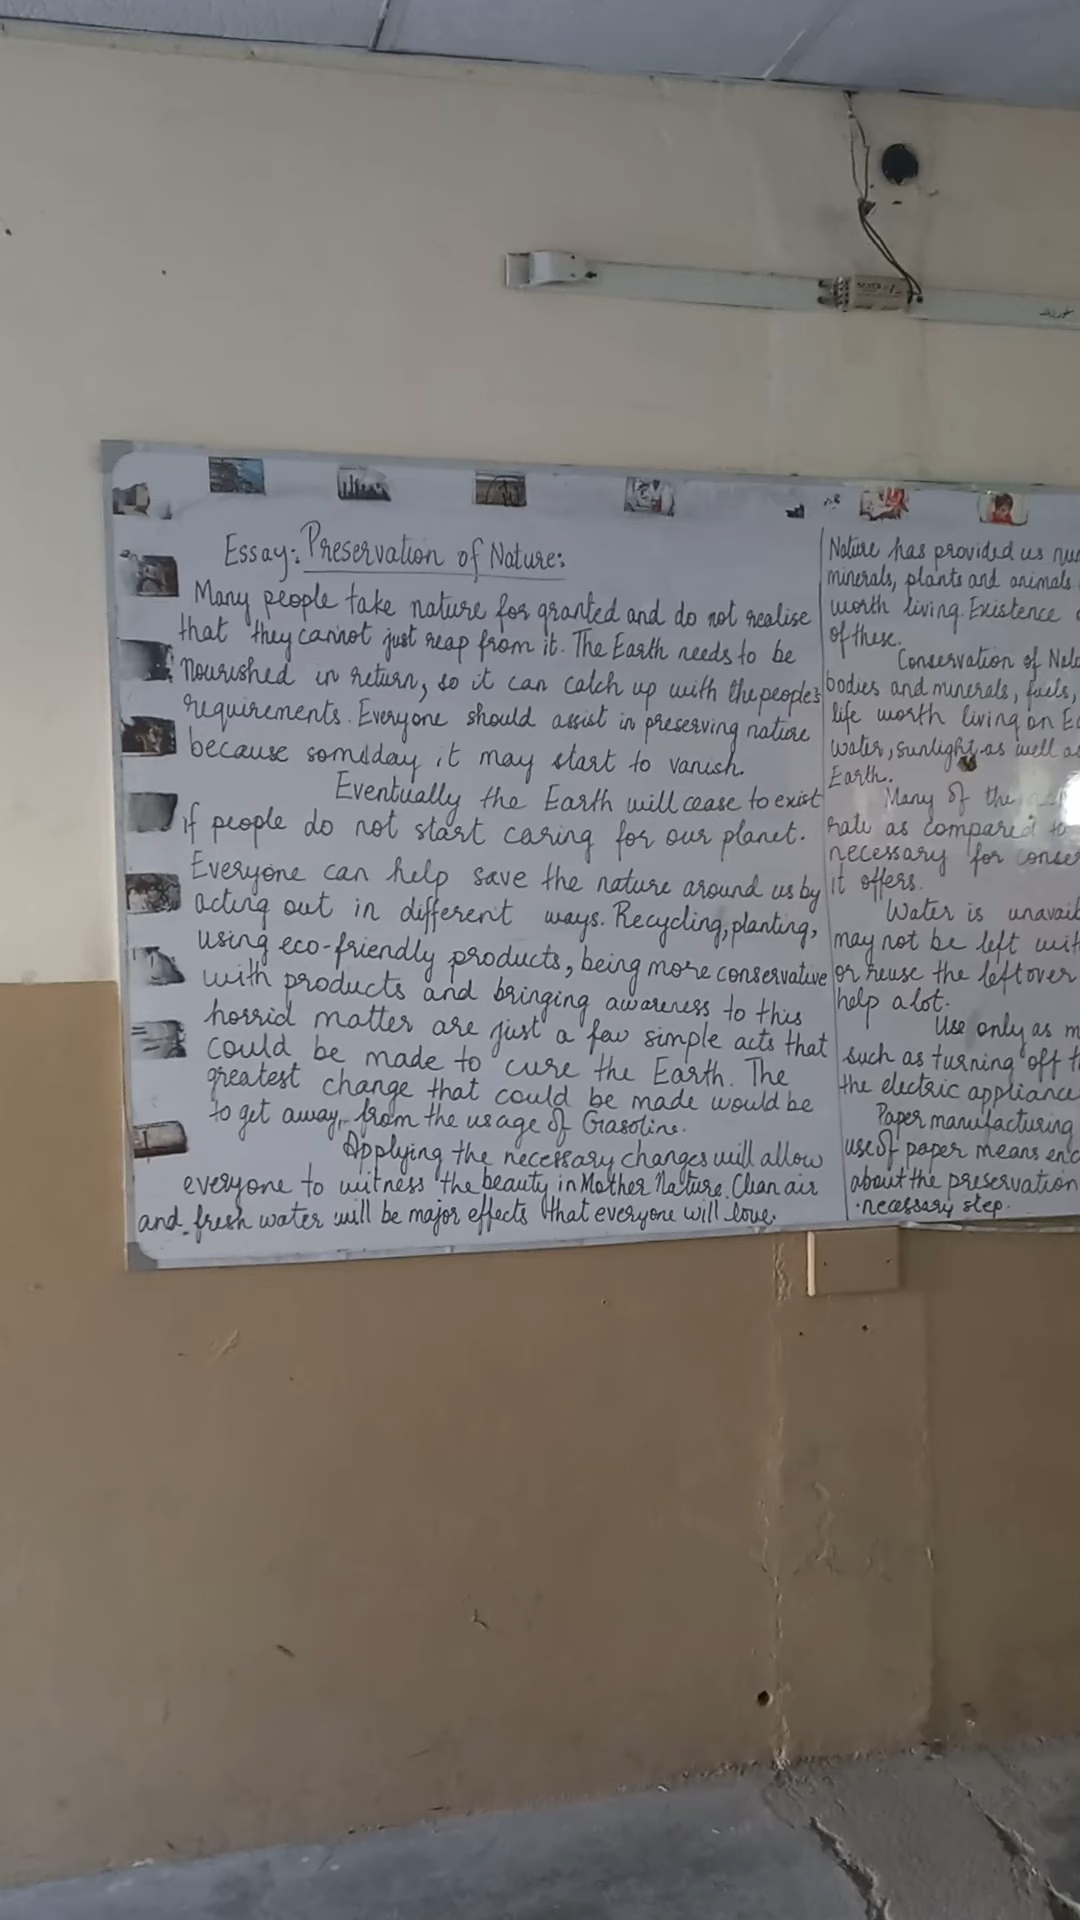 Essay: Preservation of Nature:
Many people take nature for granted and do not realise
that they cannot just reap from it. The Earth needs to be
nourished in return, so it can catch up with the people's
requirements. Everyone should assist in preserving nature
because someday it may start to vanish.
Eventually the Earth will cease to exist
if people do not start caring for our planet.
Everyone can help save the nature around us by
acting out in different ways. Recycling, planting,
using eco-friendly products, being more conservative
with products and bringing awareness to this
horrid matter are just a few simple acts that
could be made to cure the Earth. The
greatest change that could be made would be
to get away, from the usage of Gasoline.
Applying the necessary changes will allow
everyone to witness the beauty in Mother Nature. Clean air
and fresh water will be major effects that everyone will love.
Nature has provided us
minerals, plants and animals
worth living. Existence
of these.
Conservation of
bodies and minerals, fuels,
life worth living on
water, sunlight as well as
Earth.
Many of the
rate as compared to
necessary for
it offers.
Water is
may not be left
or reuse the leftover
help a lot.
Use only as
such as turning off
the electric appliance
Paper manufacturing
use of paper means
about the preservation
necessary step.